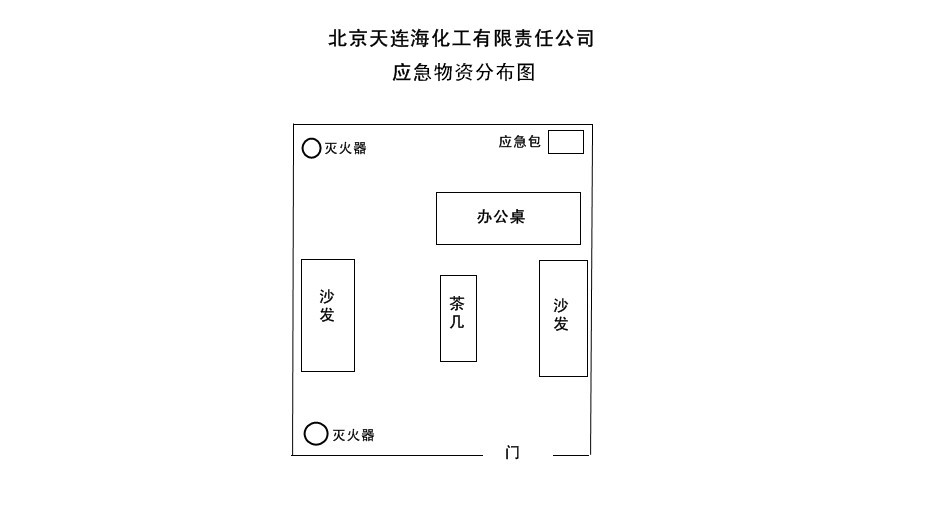 北京天连海化工有限责任公司
应急物资分布图
灭火器
应急包
办公桌
沙发
茶几
沙发
灭火器
门